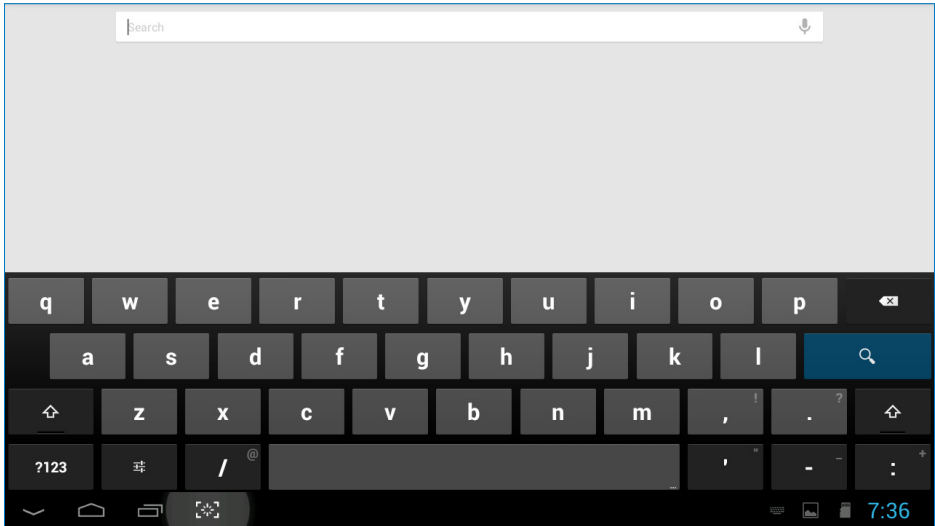 Search
q w e r t y u i o p
a s d f g h j k l
z x c v b n m , ! . ?
?123 / @ ... ' " - _ : +
7:36